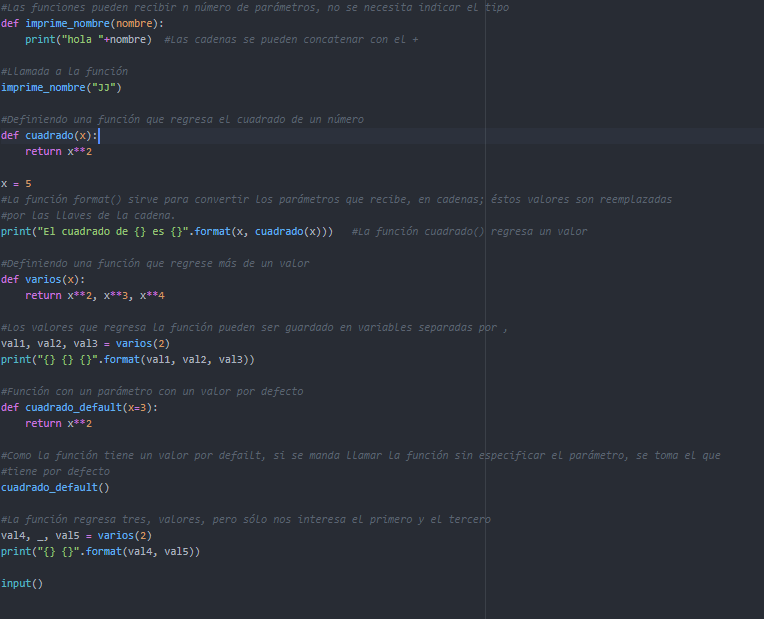 #Las funciones pueden recibir n número de parámetros, no se necesita indicar el tipo
def imprime_nombre(nombre):
    print("hola "+nombre)  #Las cadenas se pueden concatenar con el +
#Llamada a la función
imprime_nombre("JJ")
#Definiendo una función que regresa el cuadrado de un número
def cuadrado(x):
    return x**2
x = 5
#La función format() sirve para convertir los parámetros que recibe, en cadenas; éstos valores son reemplazadas
#por las llaves de la cadena.
print("El cuadrado de {} es {}".format(x, cuadrado(x)))   #La función cuadrado() regresa un valor
#Definiendo una función que regrese más de un valor
def varios(x):
    return x**2, x**3, x**4
#Los valores que regresa la función pueden ser guardado en variables separadas por ,
val1, val2, val3 = varios(2)
print("{} {} {}".format(val1, val2, val3))
#Función con un parámetro con un valor por defecto
def cuadrado_default(x=3):
    return x**2
#Como la función tiene un valor por defailt, si se manda llamar la función sin especificar el parámetro, se toma el que
#tiene por defecto
cuadrado_default()
#La función regresa tres, valores, pero sólo nos interesa el primero y el tercero
val4, _, val5 = varios(2)
print("{} {}".format(val4, val5))
input()